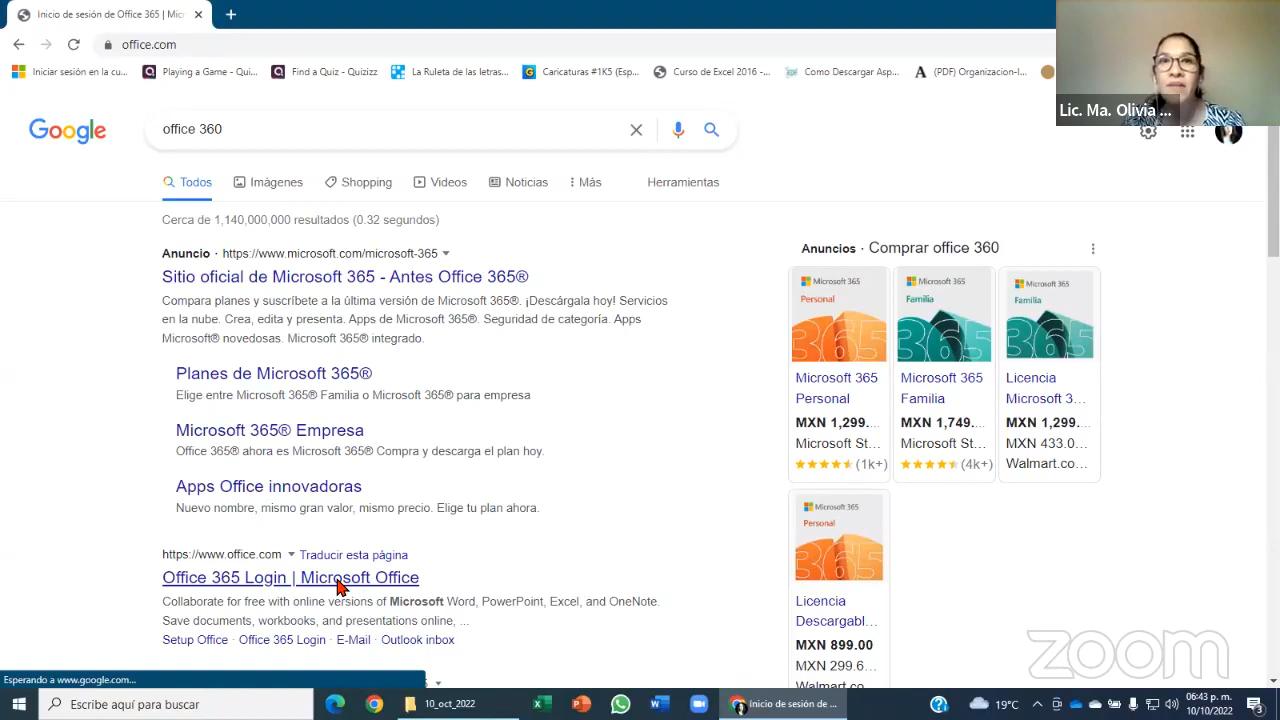 Inicio de sesión de Office 365 | Mic
office.com
Iniciar sesión en la cu...
Playing a Game - Qui...
Find a Quiz - Quizizz
La Ruleta de las letras...
Caricaturas #1K5 (Esp...
Curso de Excel 2016 -...
Como Descargar Asp...
(PDF) Organizacion-I...
Lic. Ma. Olivia ...
Google
office 360
Todos
Imágenes
Shopping
Videos
Noticias
Más
Herramientas
Cerca de 1,140,000,000 resultados (0.32 segundos)
Anuncio · https://www.microsoft.com/microsoft-365
Sitio oficial de Microsoft 365 - Antes Office 365®
Compara planes y suscríbete a la última versión de Microsoft 365®. ¡Descárgala hoy! Servicios
en la nube. Crea, edita y presenta. Apps de Microsoft 365®. Seguridad de categoría. Apps
Microsoft® novedosas. Microsoft 365® integrado.
Planes de Microsoft 365®
Elige entre Microsoft 365® Familia o Microsoft 365® para empresa
Microsoft 365® Empresa
Office 365® ahora es Microsoft 365® Compra y descarga el plan hoy.
Apps Office innovadoras
Nuevo nombre, mismo gran valor, mismo precio. Elige tu plan ahora.
https://www.office.com Traducir esta página
Office 365 Login | Microsoft Office
Collaborate for free with online versions of Microsoft Word, PowerPoint, Excel, and OneNote.
Save documents, workbooks, and presentations online, ...
Setup Office · Office 365 Login · E-Mail · Outlook inbox
Anuncios · Comprar office 360
Microsoft 365
Personal
365
Microsoft 365
Personal
MXN 1,299....
Microsoft St...
(1k+)
Microsoft 365
Familia
365
Microsoft 365
Familia
MXN 1,749....
Microsoft St...
(4k+)
Microsoft 365
Familia
365
Licencia
Microsoft 3...
MXN 1,299....
MXN 433.0...
Walmart.co...
Microsoft 365
Personal
365
Licencia
Descargabl...
MXN 899.00
MXN 299.6...
Walmart.co
zoom
Esperando a www.google.com...
Escribe aquí para buscar
10_oct_2022
Inicio de sesión de ...
19°C
06:43 p. m.
10/10/2022
3